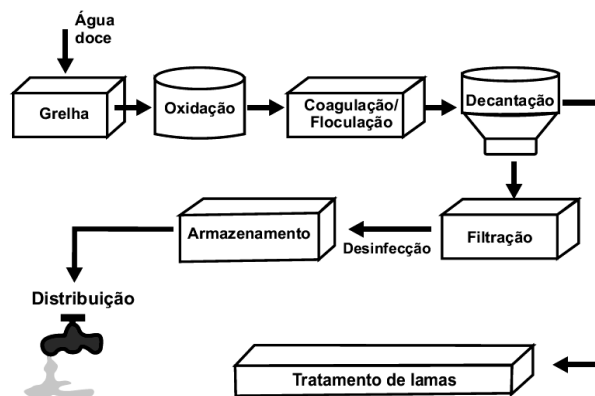 Água
doce
Grelha
Oxidação
Coagulação/
Floculação
Decantação
Armazenamento
Desinfecção
Filtração
Distribuição
Tratamento de lamas